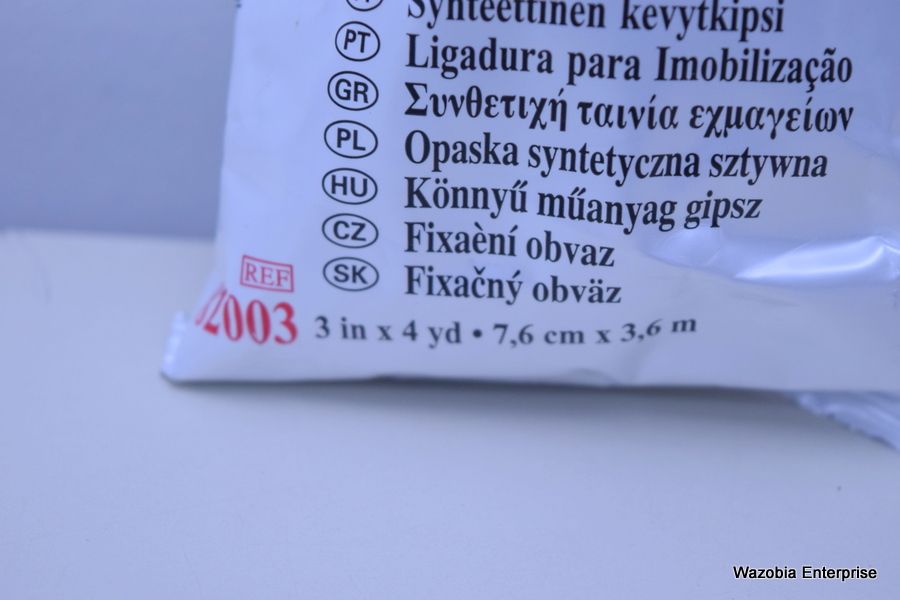 Synteettinen kevytkipsi
PT Ligadura para Imobilização
GR Συνθετιχή ταινία εχμαγείων
PL Opaska syntetyczna sztywna
HU Könnyű műanyag gipsz
CZ Fixaèní obvaz
SK Fixačný obväz
REF
2003 3 in x 4 yd • 7,6 cm x 3,6 m
Wazobia Enterprise